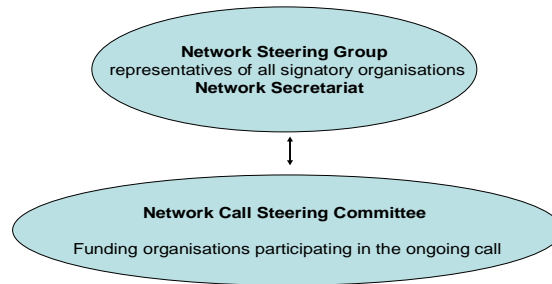 Network Steering Group
representatives of all signatory organisations
Network Secretariat
Network Call Steering Committee
Funding organisations participating in the ongoing call